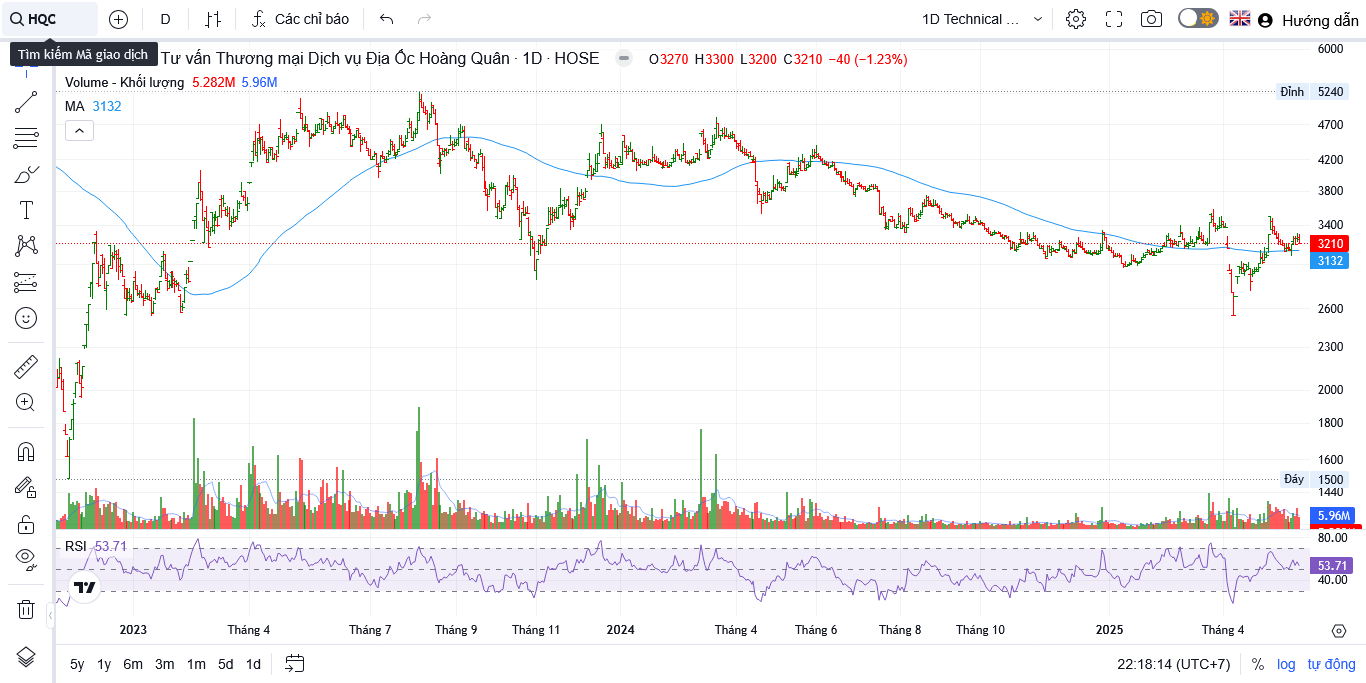 HQC
D
Các chỉ báo
1D Technical ...
Hướng dẫn
Tìm kiếm Mã giao dịch
Tư vấn Thương mại Dịch vụ Địa Ốc Hoàng Quân · 1D · HOSE
O3270 H3300 L3200 C3210 −40 (−1.23%)
Volume - Khối lượng 5.282M 5.96M
MA 3132
6000
Đỉnh 5240
4700
4200
3800
3400
3210
3132
2600
2300
2000
1800
1600
Đáy 1500
1440
5.96M
RSI 53.71
80.00
53.71
40.00
2023 Tháng 4 Tháng 7 Tháng 9 Tháng 11 2024 Tháng 4 Tháng 6 Tháng 8 Tháng 10 2025 Tháng 4
5y 1y 6m 3m 1m 5d 1d
22:18:14 (UTC+7) % log tự động